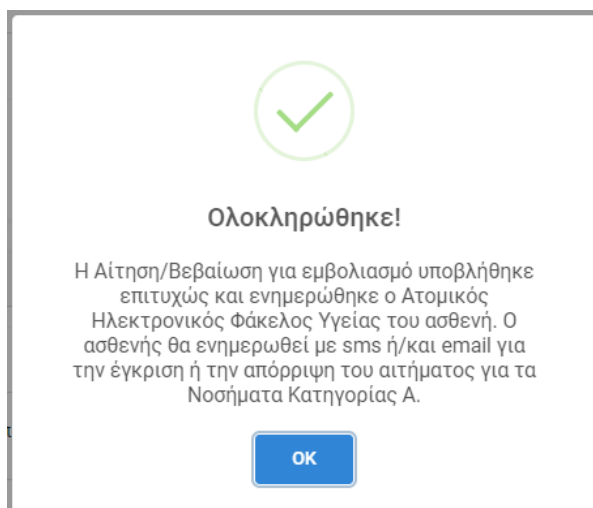 Ολοκληρώθηκε!
Η Αίτηση/Βεβαίωση για εμβολιασμό υποβλήθηκε
επιτυχώς και ενημερώθηκε ο Ατομικός
Ηλεκτρονικός Φάκελος Υγείας του ασθενή. Ο
ασθενής θα ενημερωθεί με sms ή/και email για
την έγκριση ή την απόρριψη του αιτήματος για τα
Νοσήματα Κατηγορίας Α.
OK